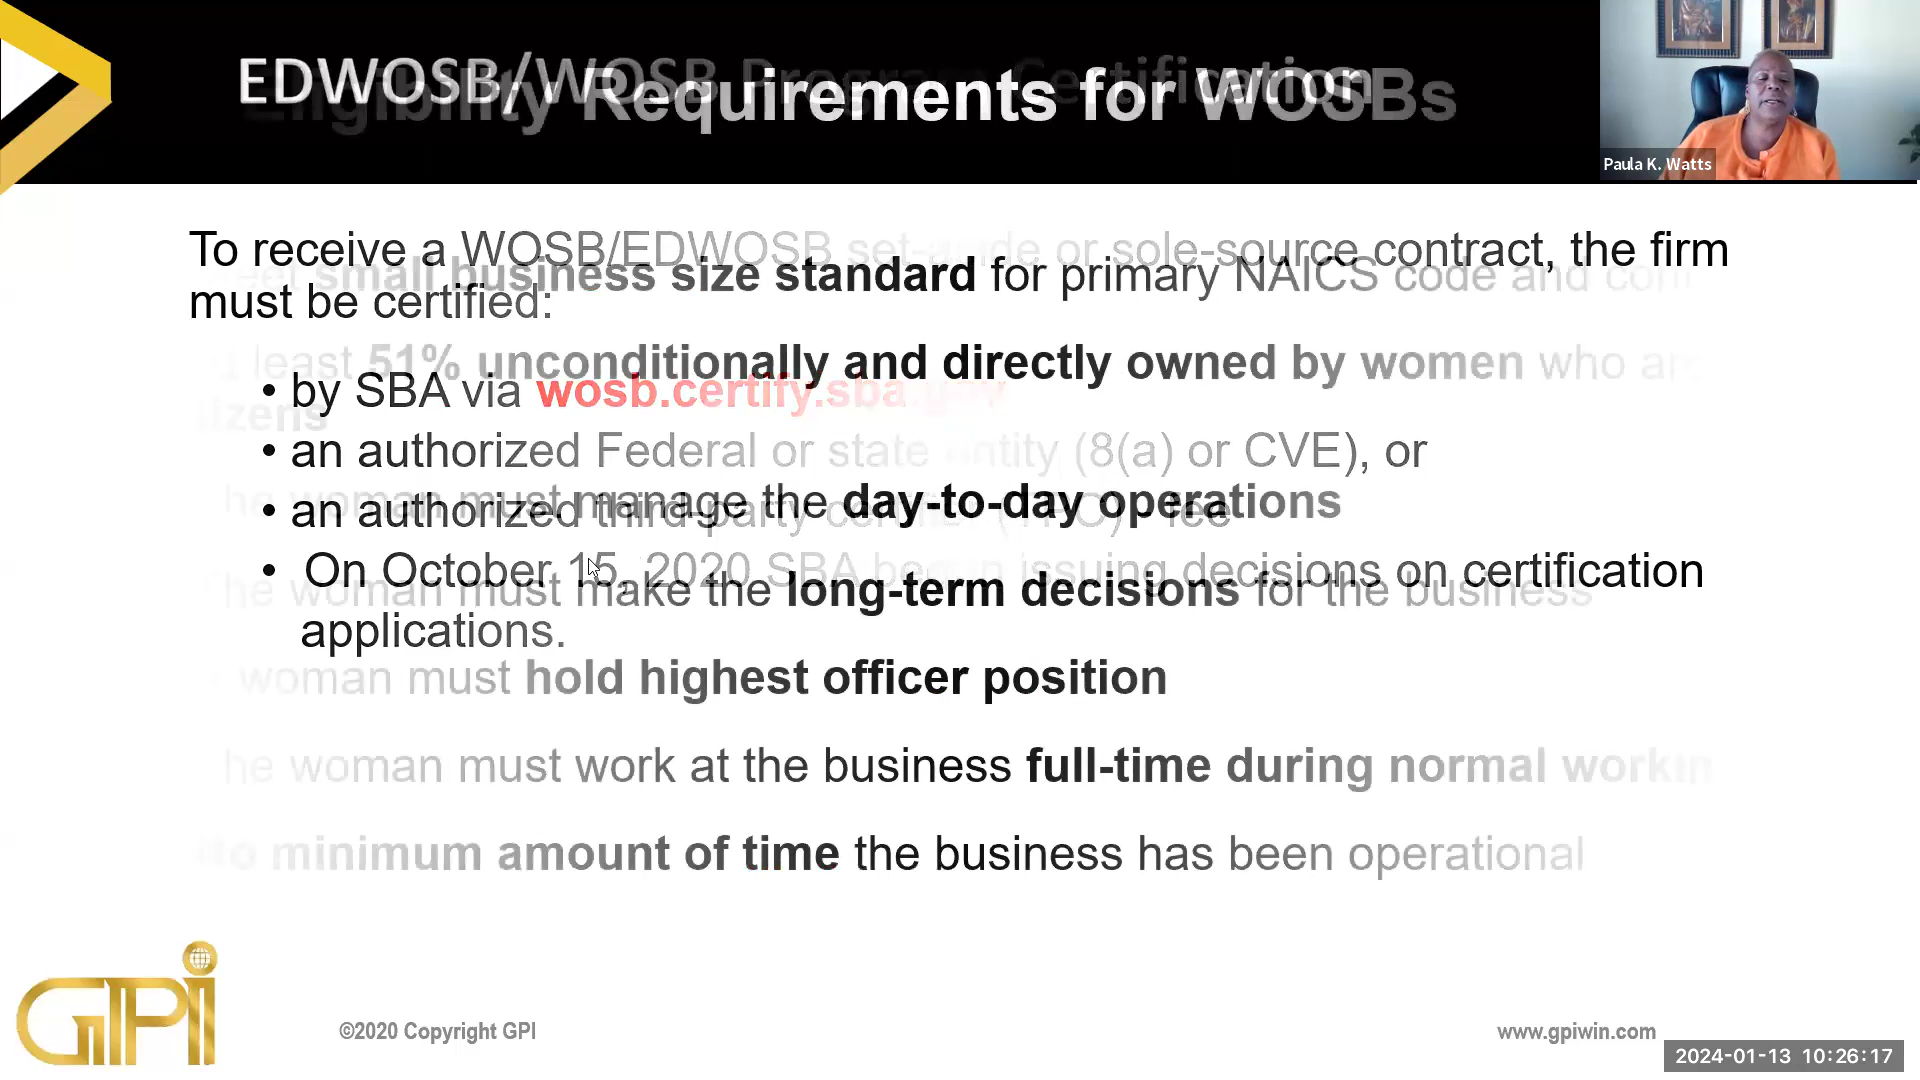 EDWOSB/WOSB Program Certification
Eligibility Requirements for WOSBs
Paula K. Watts
To receive a WOSB/EDWOSB set-aside or sole-source contract, the firm
must be certified:
small business size standard for primary NAICS code and
least 51% unconditionally and directly owned by women who
• by SBA via wosb.certify.sba.gov
• an authorized Federal or state entity (8(a) or CVE), or
woman must manage the day-to-day operations
• an authorized third-party certifier (TPC) - fee
• On October 15, 2020 SBA begun issuing decisions on certification
applications.
woman must make the long-term decisions for the business
woman must hold highest officer position
woman must work at the business full-time during normal
minimum amount of time the business has been operational
GPi
©2020 Copyright GPI
www.gpiwin.com
2024-01-13 10:26:17